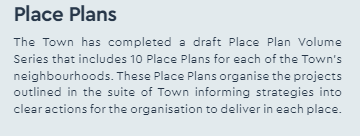 Place Plans
The Town has completed a draft Place Plan Volume
Series that includes 10 Place Plans for each of the Town's
neighbourhoods. These Place Plans organise the projects
outlined in the suite of Town informing strategies into
clear actions for the organisation to deliver in each place.